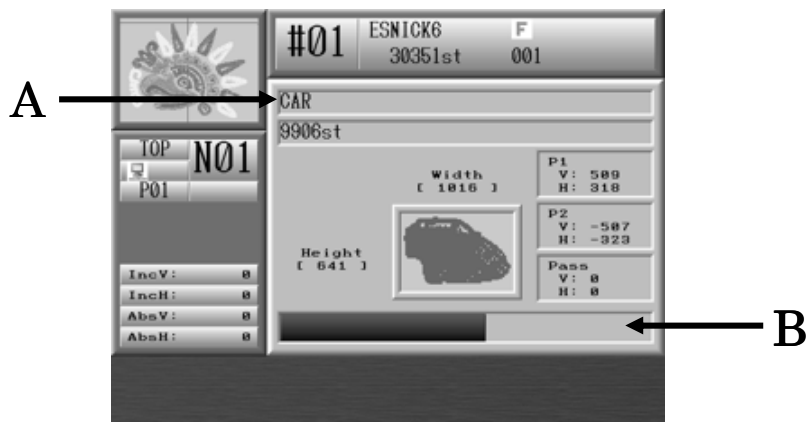 A
B
#01
ESNICK6 F
30351st 001
CAR
9906st
TOP
N01
P01
Width
[ 1016 ]
Height
[ 641 ]
P1
V: 509
H: 318
P2
V: -507
H: -323
Pass
V: 0
H: 0
IncV: 0
IncH: 0
AbsV: 0
AbsH: 0